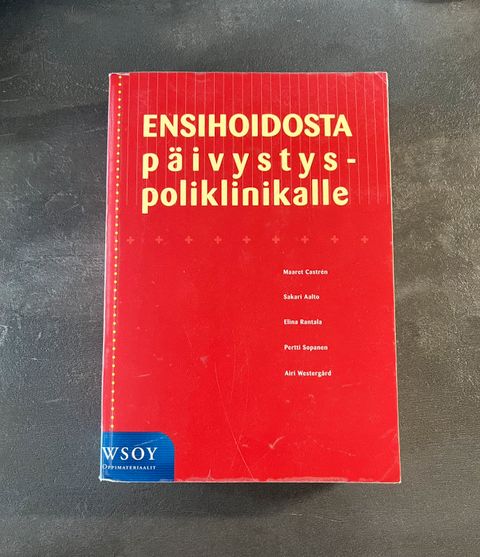 ENSIHOIDOSTA
päivystys-
poliklinikalle
Maaret Castrén
Sakari Aalto
Elina Rantala
Pertti Sopanen
Airi Westergård
WSOY
OPPIMATERIAALIT